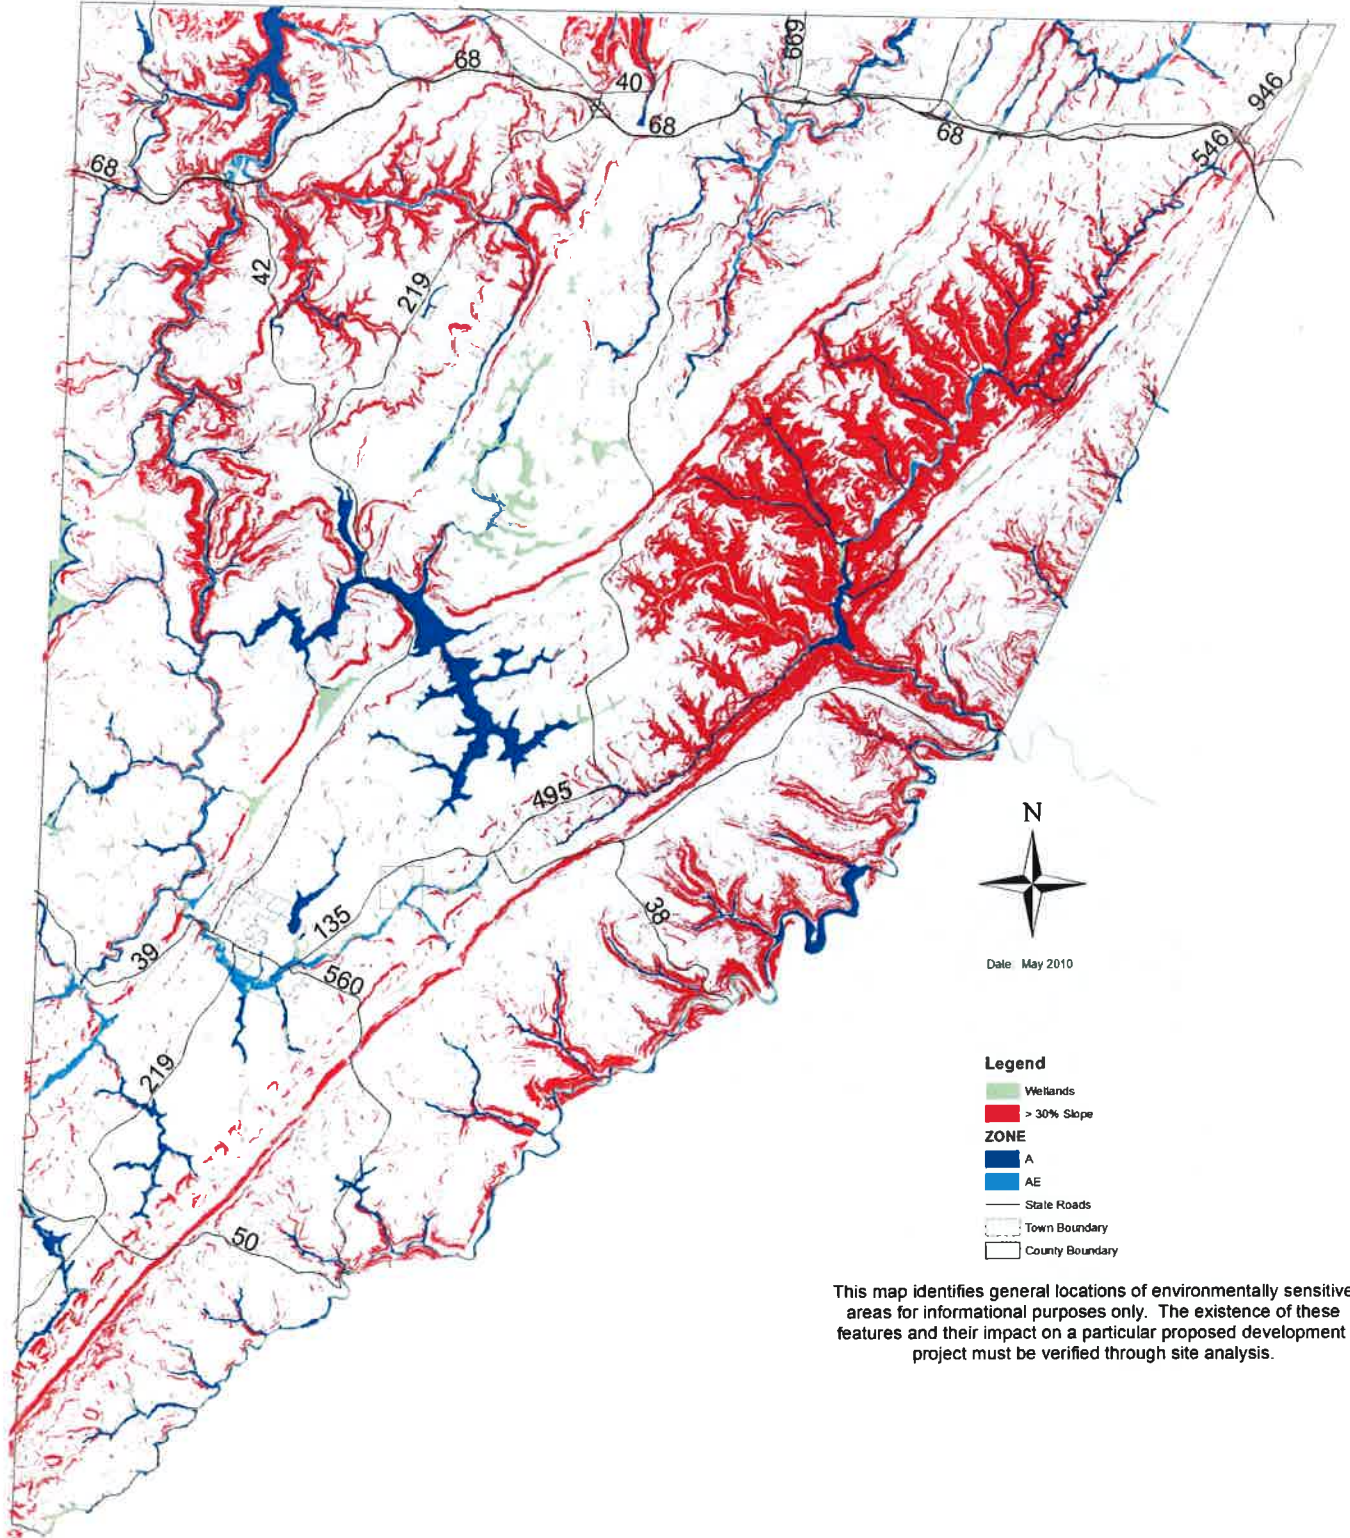 669
68
40
946
68
68
546
68
42
219
495
38
135
39
560
219
50
N
Date May 2010
Legend
Wetlands
> 30% Slope
ZONE
A
AE
State Roads
Town Boundary
County Boundary
This map identifies general locations of environmentally sensitive
areas for informational purposes only. The existence of these
features and their impact on a particular proposed development
project must be verified through site analysis.